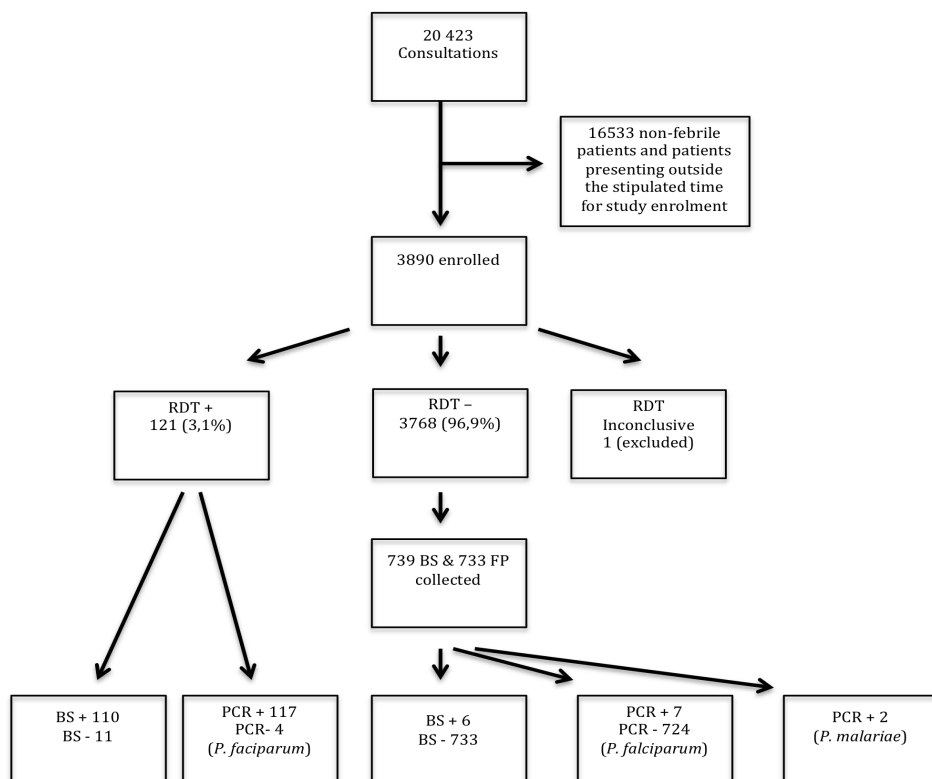 20 423
Consultations
16533 non-febrile
patients and patients
presenting outside
the stipulated time
for study enrolment
3890 enrolled
RDT +
121 (3,1%)
RDT –
3768 (96,9%)
RDT
Inconclusive
1 (excluded)
739 BS & 733 FP
collected
BS + 110
BS - 11
PCR + 117
PCR- 4
(P. faciparum)
BS + 6
BS - 733
PCR + 7
PCR - 724
(P. falciparum)
PCR + 2
(P. malariae)